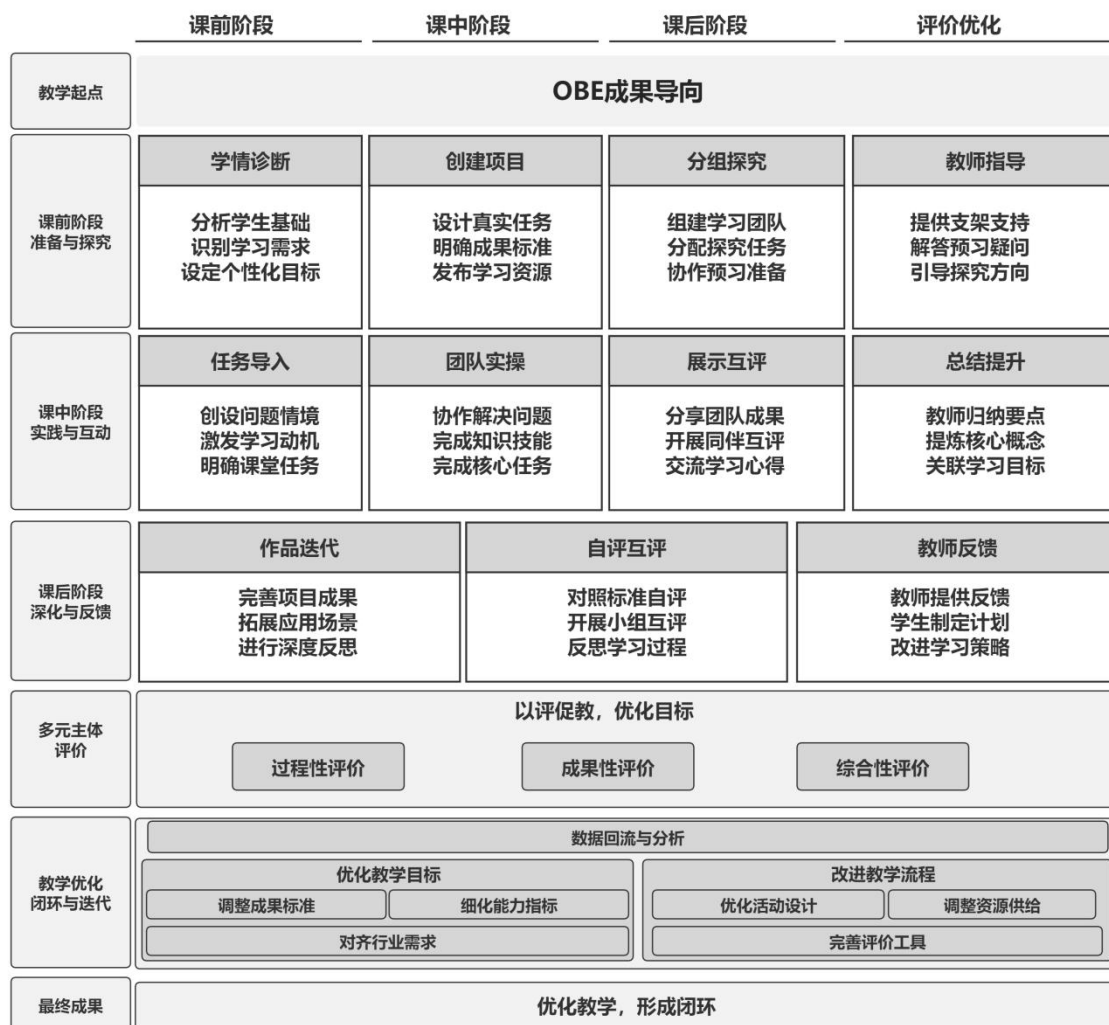 课前阶段
课中阶段
课后阶段
评价优化
教学起点
OBE成果导向
课前阶段
准备与探究
学情诊断
分析学生基础
识别学习需求
设定个性化目标
创建项目
设计真实任务
明确成果标准
发布学习资源
分组探究
组建学习团队
分配探究任务
协作预习准备
教师指导
提供支架支持
解答预习疑问
引导探究方向
课中阶段
实践与互动
任务导入
创设问题情境
激发学习动机
明确课堂任务
团队实操
协作解决问题
完成知识技能
完成核心任务
展示互评
分享团队成果
开展同伴互评
交流学习心得
总结提升
教师归纳要点
提炼核心概念
关联学习目标
课后阶段
深化与反馈
作品迭代
完善项目成果
拓展应用场景
进行深度反思
自评互评
对照标准自评
开展小组互评
反思学习过程
教师反馈
教师提供反馈
学生制定计划
改进学习策略
多元主体
评价
以评促教，优化目标
过程性评价
成果性评价
综合性评价
教学优化
闭环与迭代
数据回流与分析
优化教学目标
调整成果标准
细化能力指标
对齐行业需求
改进教学流程
优化活动设计
调整资源供给
完善评价工具
最终成果
优化教学，形成闭环